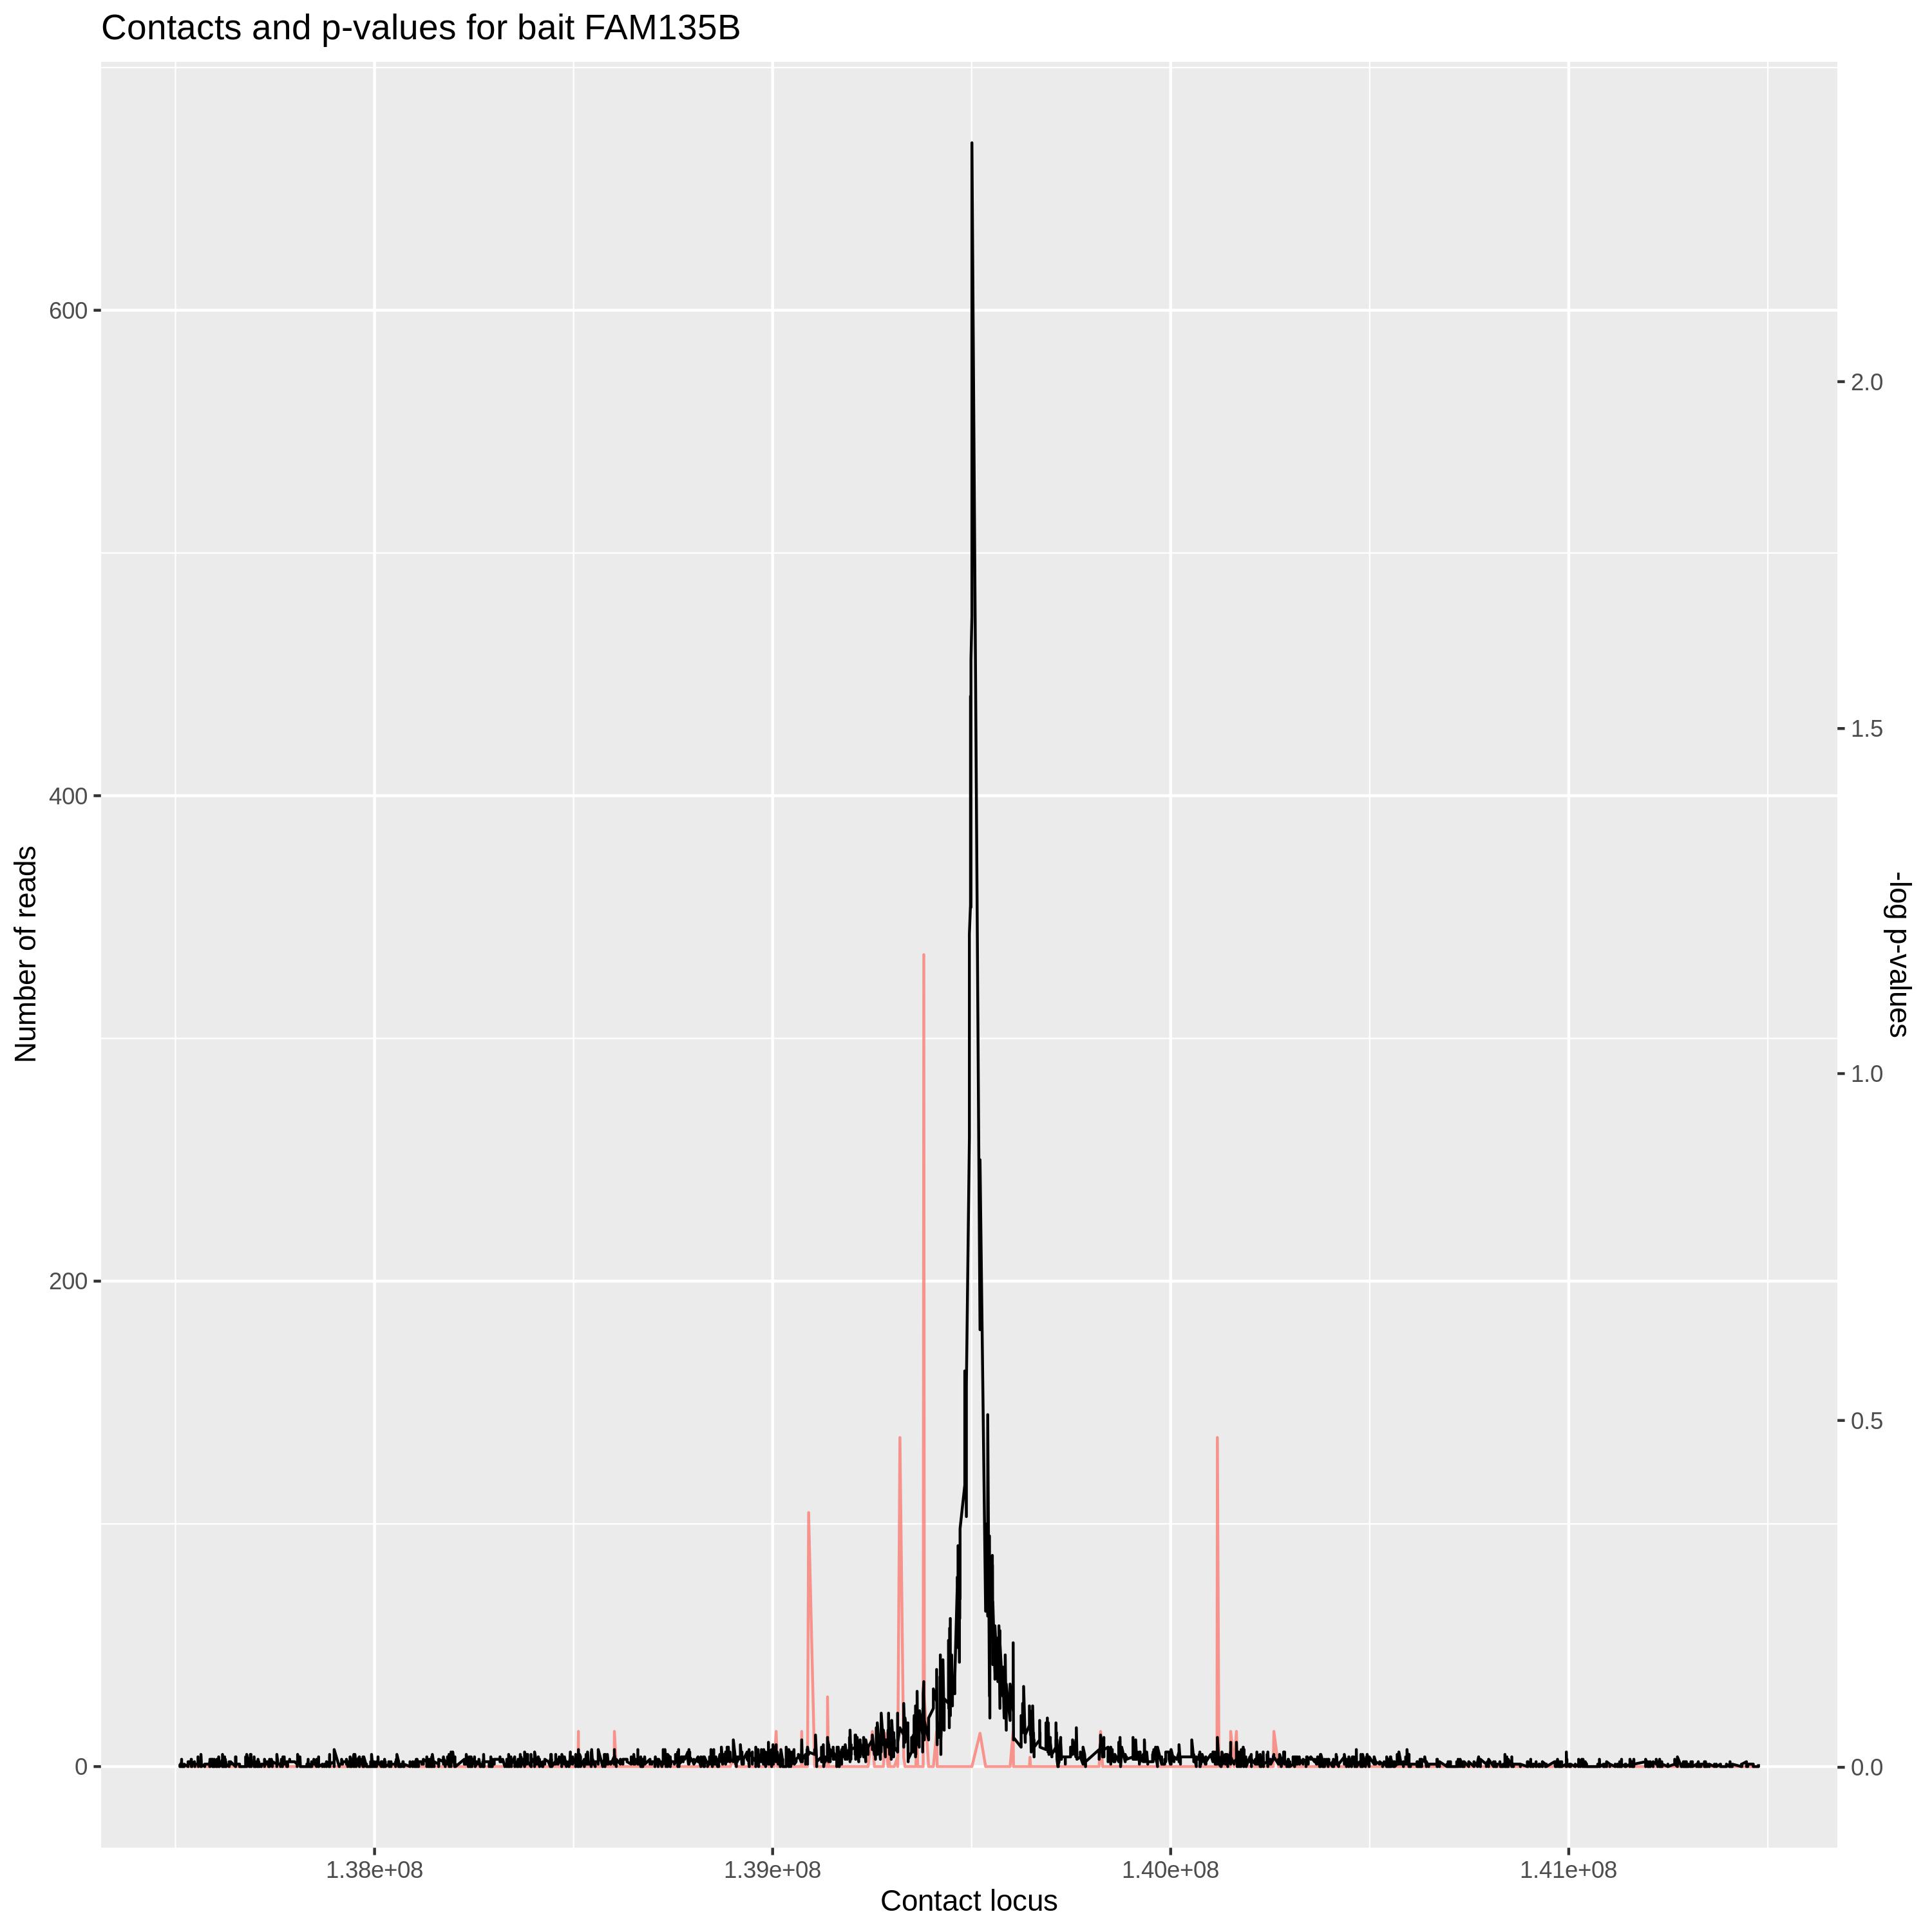 Contacts and p-values for bait FAM135B
Number of reads
600
400
200
0
-log p-values
2.0
1.5
1.0
0.5
0.0
1.38e+08
1.39e+08
1.40e+08
1.41e+08
Contact locus